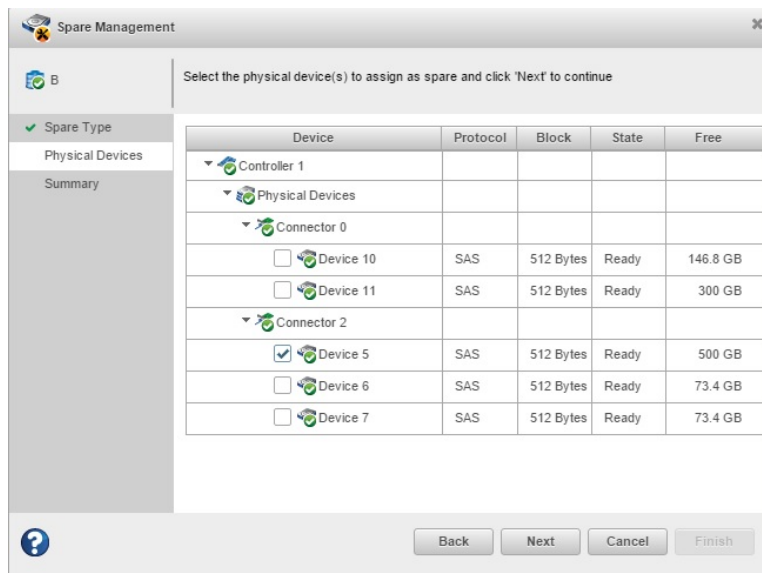 Spare Management
B
Select the physical device(s) to assign as spare and click 'Next' to continue
Spare Type
Physical Devices
Summary
Device Protocol Block State Free
Controller 1
Physical Devices
Connector 0
Device 10 SAS 512 Bytes Ready 146.8 GB
Device 11 SAS 512 Bytes Ready 300 GB
Connector 2
Device 5 SAS 512 Bytes Ready 500 GB
Device 6 SAS 512 Bytes Ready 73.4 GB
Device 7 SAS 512 Bytes Ready 73.4 GB
? Back Next Cancel Finish